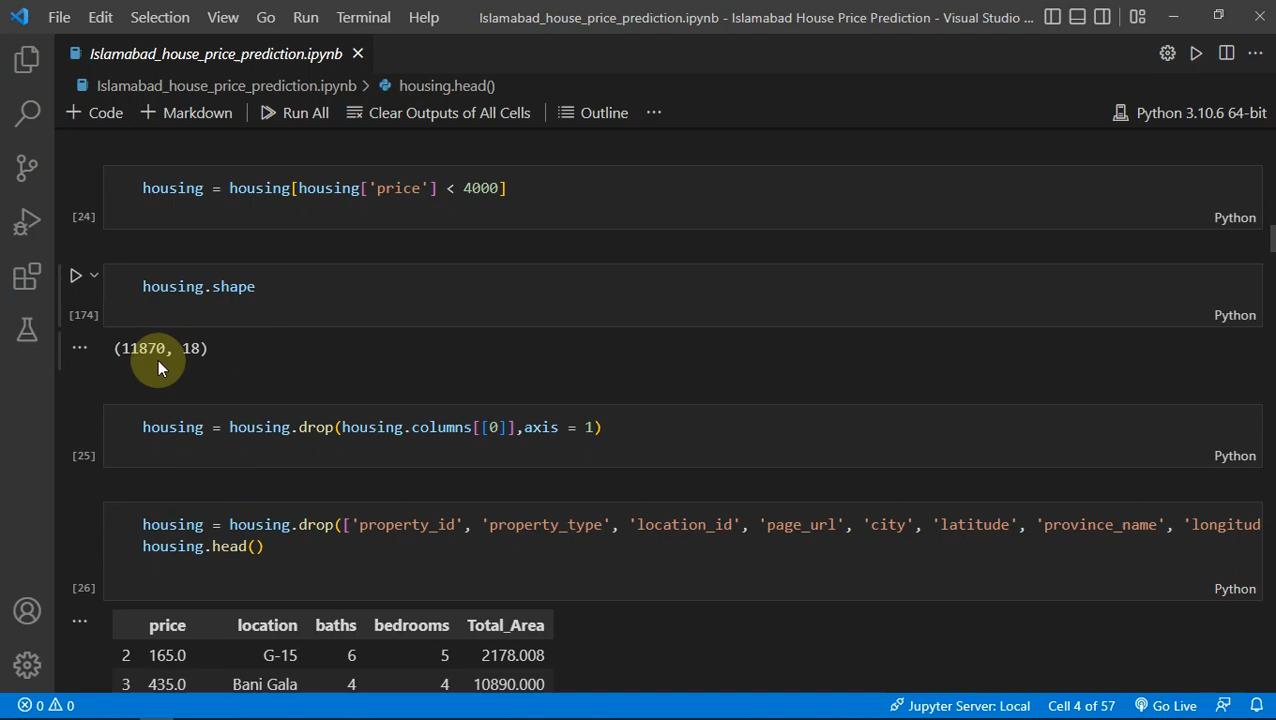 File Edit Selection View Go Run Terminal Help Islamabad_house_price_prediction.ipynb - Islamabad House Price Prediction - Visual Studio ...
Islamabad_house_price_prediction.ipynb
Islamabad_house_price_prediction.ipynb > housing.head()
+ Code + Markdown Run All Clear Outputs of All Cells Outline ... Python 3.10.6 64-bit
housing = housing[housing['price'] < 4000]
[24] Python
housing.shape
[174] Python
(11870, 18)
housing = housing.drop(housing.columns[[0]],axis = 1)
[25] Python
housing = housing.drop(['property_id', 'property_type', 'location_id', 'page_url', 'city', 'latitude', 'province_name', 'longitud
housing.head()
[26] Python
price location baths bedrooms Total_Area
2 165.0 G-15 6 5 2178.008
3 435.0 Bani Gala 4 4 10890.000
0 0 Jupyter Server: Local Cell 4 of 57 Go Live